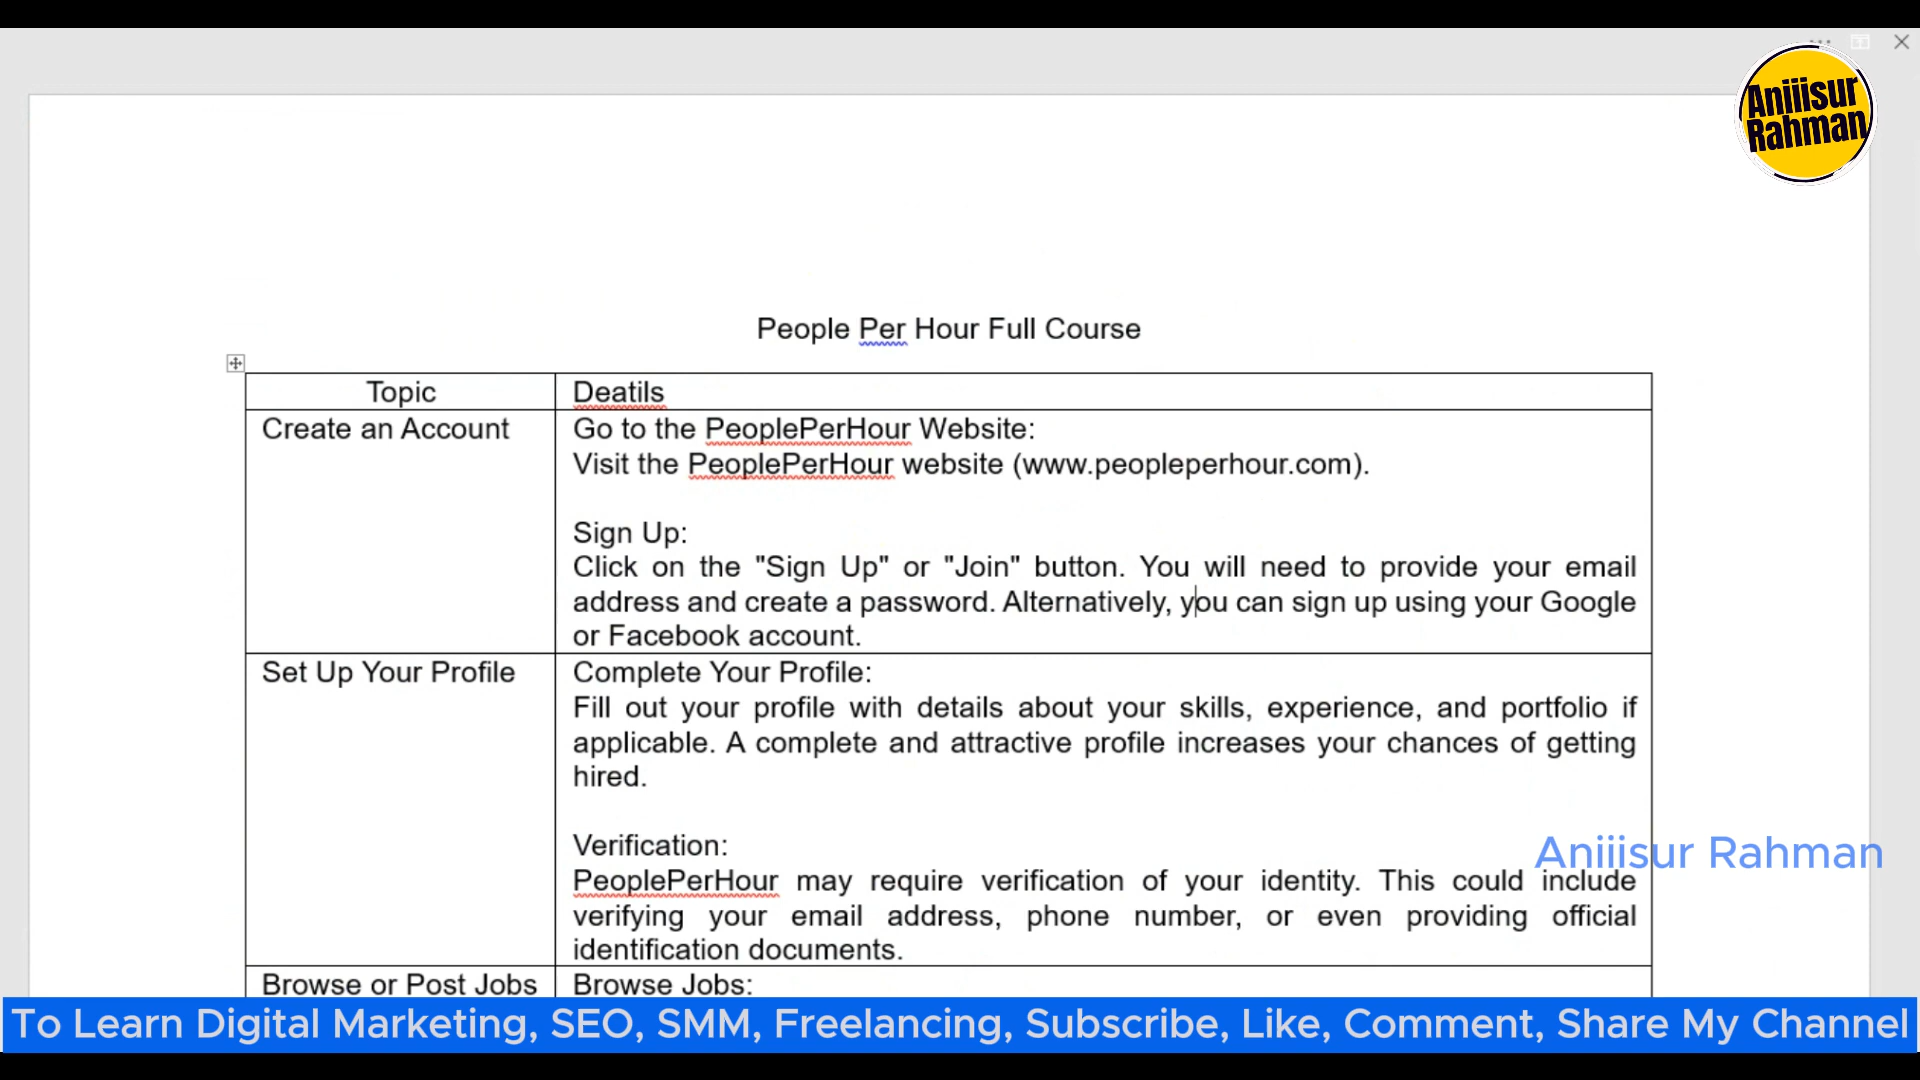 Aniiisur
Rahman
People Per Hour Full Course
Topic
Deatils
Create an Account
Go to the PeoplePerHour Website:
Visit the PeoplePerHour website (www.peopleperhour.com).
Sign Up:
Click on the "Sign Up" or "Join" button. You will need to provide your email
address and create a password. Alternatively, you can sign up using your Google
or Facebook account.
Set Up Your Profile
Complete Your Profile:
Fill out your profile with details about your skills, experience, and portfolio if
applicable. A complete and attractive profile increases your chances of getting
hired.
Verification:
PeoplePerHour may require verification of your identity. This could include
verifying your email address, phone number, or even providing official
identification documents.
Aniiisur Rahman
Browse or Post Jobs
Browse Jobs:
To Learn Digital Marketing, SEO, SMM, Freelancing, Subscribe, Like, Comment, Share My Channel